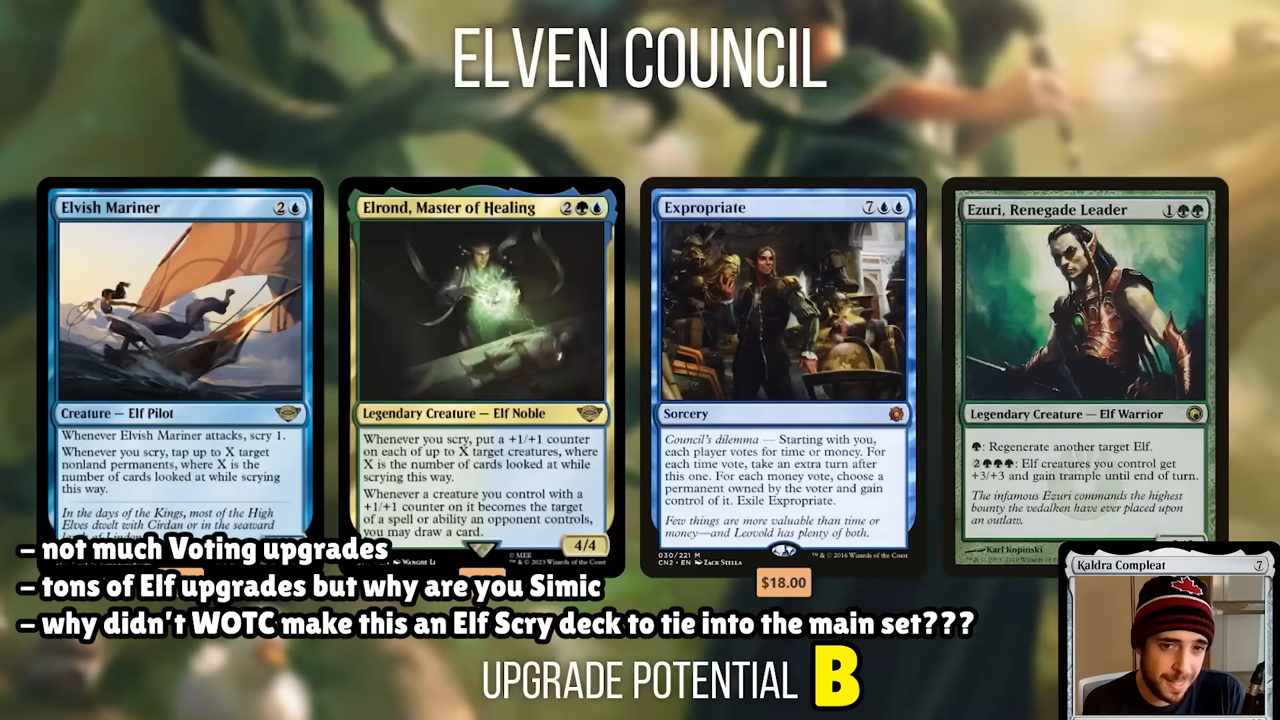 ELVEN COUNCIL
Elvish Mariner 2
Creature — Elf Pilot
Whenever Elvish Mariner attacks, scry 1.
Whenever you scry, tap up to X target
nonland permanents, where X is the
number of cards looked at while scrying
this way.
In the days of the Kings, most of the High
Elves dwelt with Círdan or in the seaward
Elrond, Master of Healing 2
Legendary Creature — Elf Noble
Whenever you scry, put a +1/+1 counter
on each of up to X target creatures, where
X is the number of cards looked at while
scrying this way.
Whenever a creature you control with a
+1/+1 counter on it becomes the target
of a spell or ability an opponent controls,
you may draw a card.
4/4
Expropriate 7
Sorcery
Council's dilemma — Starting with you,
each player votes for time or money. For
each time vote, take an extra turn after
this one. For each money vote, choose a
permanent owned by the voter and gain
control of it. Exile Expropriate.
Few things are more valuable than time or
money—and Leovold has plenty of both.
030/221 M
CN2 • EN Zack Stella
™ & © 2016 Wizards of the Coast
$18.00
Ezuri, Renegade Leader 1
Legendary Creature — Elf Warrior
: Regenerate another target Elf.
2 : Elf creatures you control get
+3/+3 and gain trample until end of turn.
The infamous Ezuri commands the highest
bounty the vedalken have ever placed upon
an outlaw.
Karl Kopinski
– not much Voting upgrades
– tons of Elf upgrades but why are you Simic
– why didn't WOTC make this an Elf Scry deck to tie into the main set???
UPGRADE POTENTIAL B
Kaldra Compleat 7